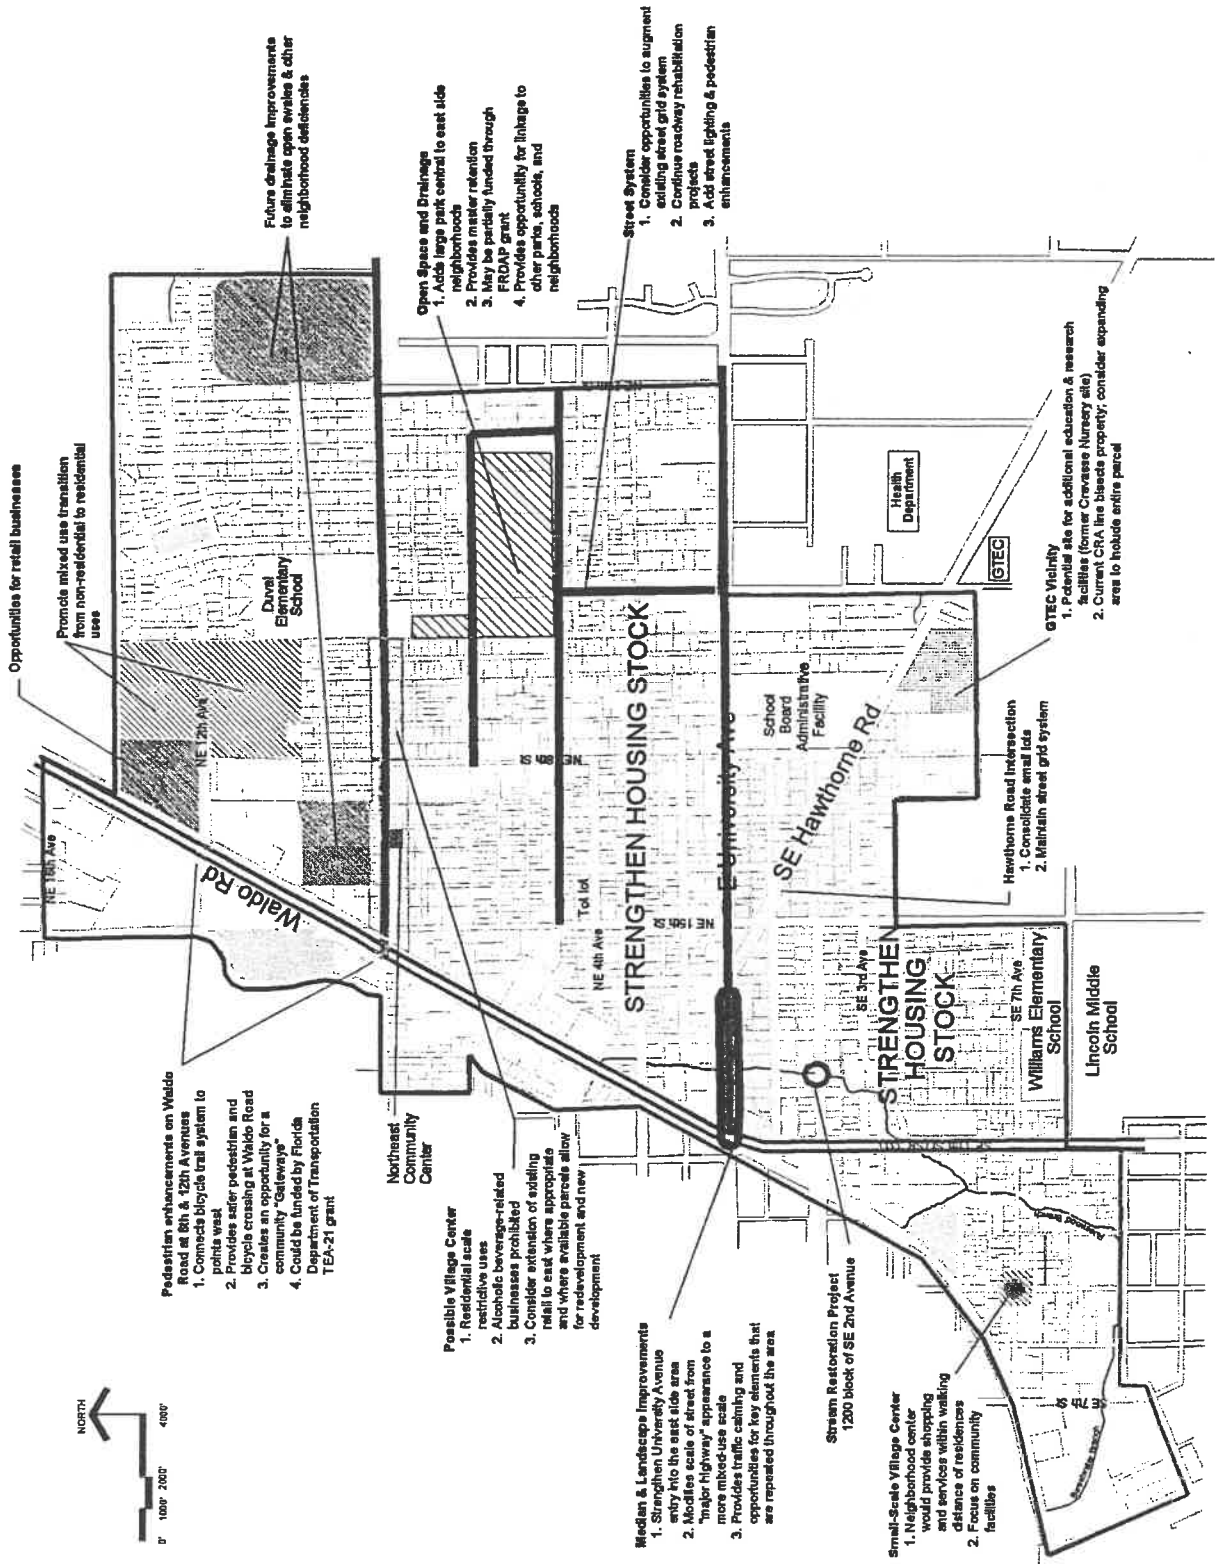 Opportunities for retail businesses
Promote mixed use transition
from non-residential to residential
uses
Future drainage improvements
to eliminate open swales & other
neighborhood deficiencies
Open Space and Drainage
1. Adds large park central to east side
neighborhoods
2. Provides master retention
3. May be partially funded through
FRDAP grant
4. Provides opportunity for linkage to
other parks, schools, and
neighborhoods
Street System
1. Consider opportunities to augment
existing street grid system
2. Continue roadway rehabilitation
projects
3. Add street lighting & pedestrian
enhancements
Pedestrian enhancements on Waldo
Road at 8th & 12th Avenues
1. Connects bicycle trail system to
points west
2. Provides safer pedestrian and
bicycle crossing at Waldo Road
3. Creates an opportunity for a
community "Gateways"
4. Could be funded by Florida
Department of Transportation
TEA-21 grant
Northeast
Community
Center
Possible Village Center
1. Residential scale
restrictive uses
2. Alcoholic beverage-related
businesses prohibited
3. Consider extension of existing
retail to east where appropriate
and where available parcels allow
for redevelopment and new
development
Median & Landscape Improvements
1. Strengthen University Avenue
entry into the east side area
2. Modifies scale of street from
"major highway" appearance to a
more mixed-use scale
3. Provides traffic calming and
opportunities for key elements that
are repeated throughout the area
Stream Restoration Project
1200 block of SE 2nd Avenue
Small-Scale Village Center
1. Neighborhood center
would provide shopping
and services within walking
distance of residences
2. Focus on community
facilities
Hawthorne Road Intersection
1. Consolidate small lots
2. Maintain street grid system
GTEC Vicinity
1. Potential site for additional education & research
facilities (former Crevasse Nursery site)
2. Current CRA line bisects property; consider expanding
area to include entire parcel
NE 16th Ave
NE 12th Ave
Waldo Rd
Duval
Elementary
School
NE 18th St
Tot lot
NE 4th Ave
NE 15th St
STRENGTHEN HOUSING STOCK
E University Ave
School
Board
Administrative
Facility
SE Hawthorne Rd
Health
Department
GTEC
SE 3rd Ave
STRENGTHEN
HOUSING
STOCK
SE 7th Ave
Williams Elementary
School
Lincoln Middle
School
SE 7th St
NORTH
0' 1000' 2000' 4000'